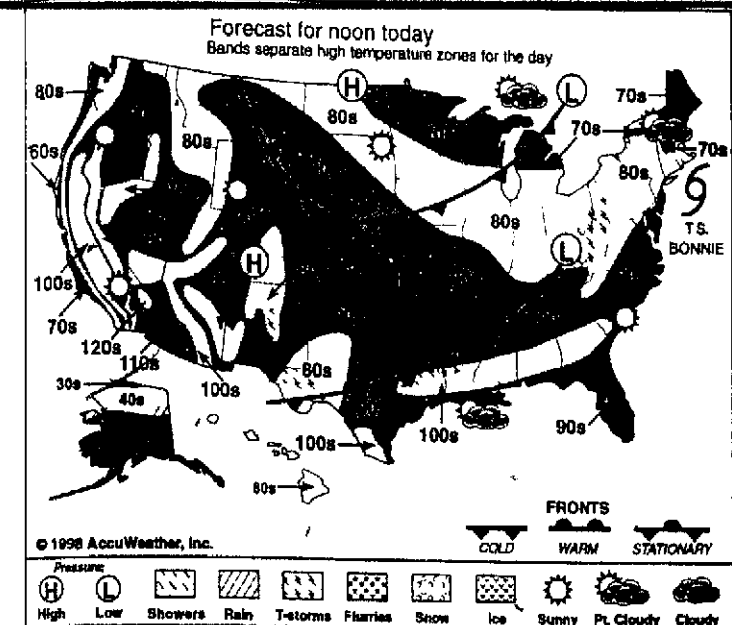 Forecast for noon today
Bands separate high temperature zones for the day
80s
H
80s
L
70s
70s
60s
80s
70s
80s
80s
T.S.
BONNIE
L
H
100s
70s
120s
110s
30s
40s
100s
80s
100s
100s
90s
80s
FRONTS
COLD
WARM
STATIONARY
© 1998 AccuWeather, Inc.
Pressure:
H
L
High
Low
Showers
Rain
T-storms
Flurries
Snow
Ice
Sunny
Pt. Cloudy
Cloudy